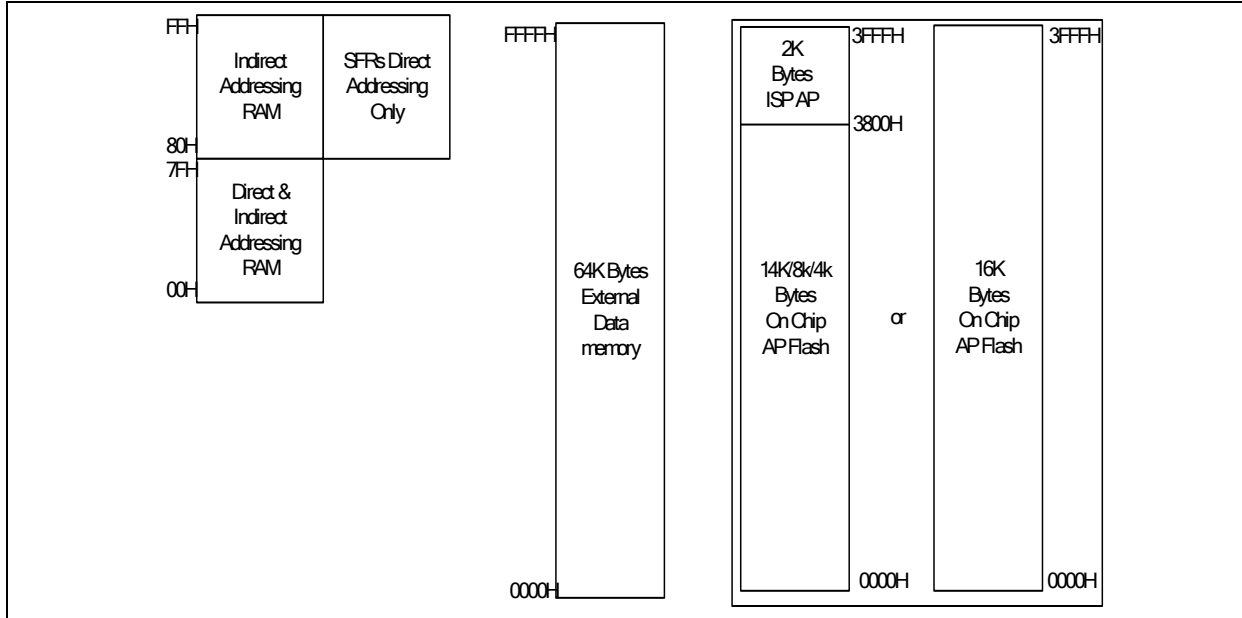 FFH
Indirect
Addressing
RAM
SFRs Direct
Addressing
Only
80H
7FH
Direct &
Indirect
Addressing
RAM
00H
FFFFH
64K Bytes
External
Data
memory
0000H
2K
Bytes
ISP AP
3FFFH
3800H
14K/8k/4k
Bytes
On Chip
AP Flash
0000H
or
3FFFH
16K
Bytes
On Chip
AP Flash
0000H